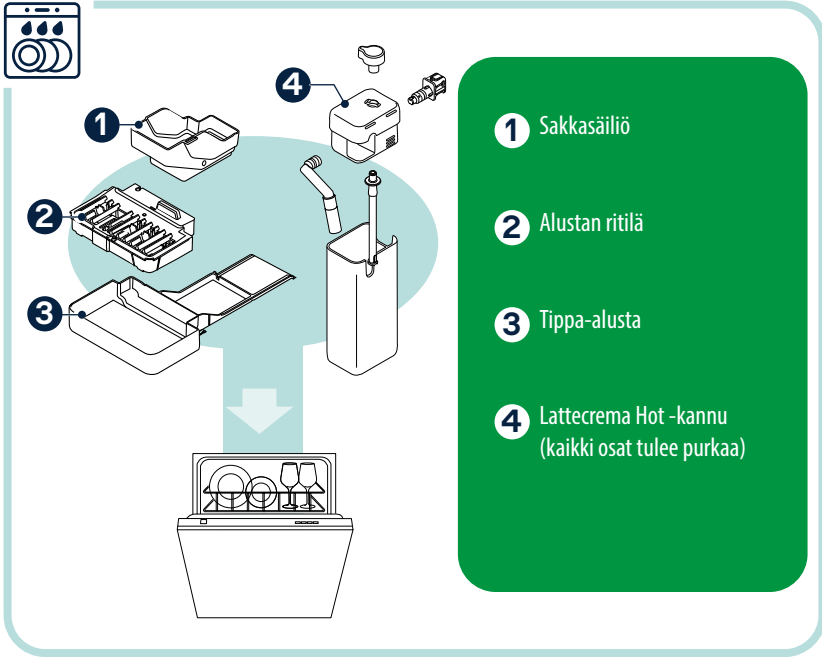 4
1
2
3
1 Sakkasäiliö
2 Alustan ritilä
3 Tippa-alusta
4 Lattecrema Hot -kannu
(kaikki osat tulee purkaa)